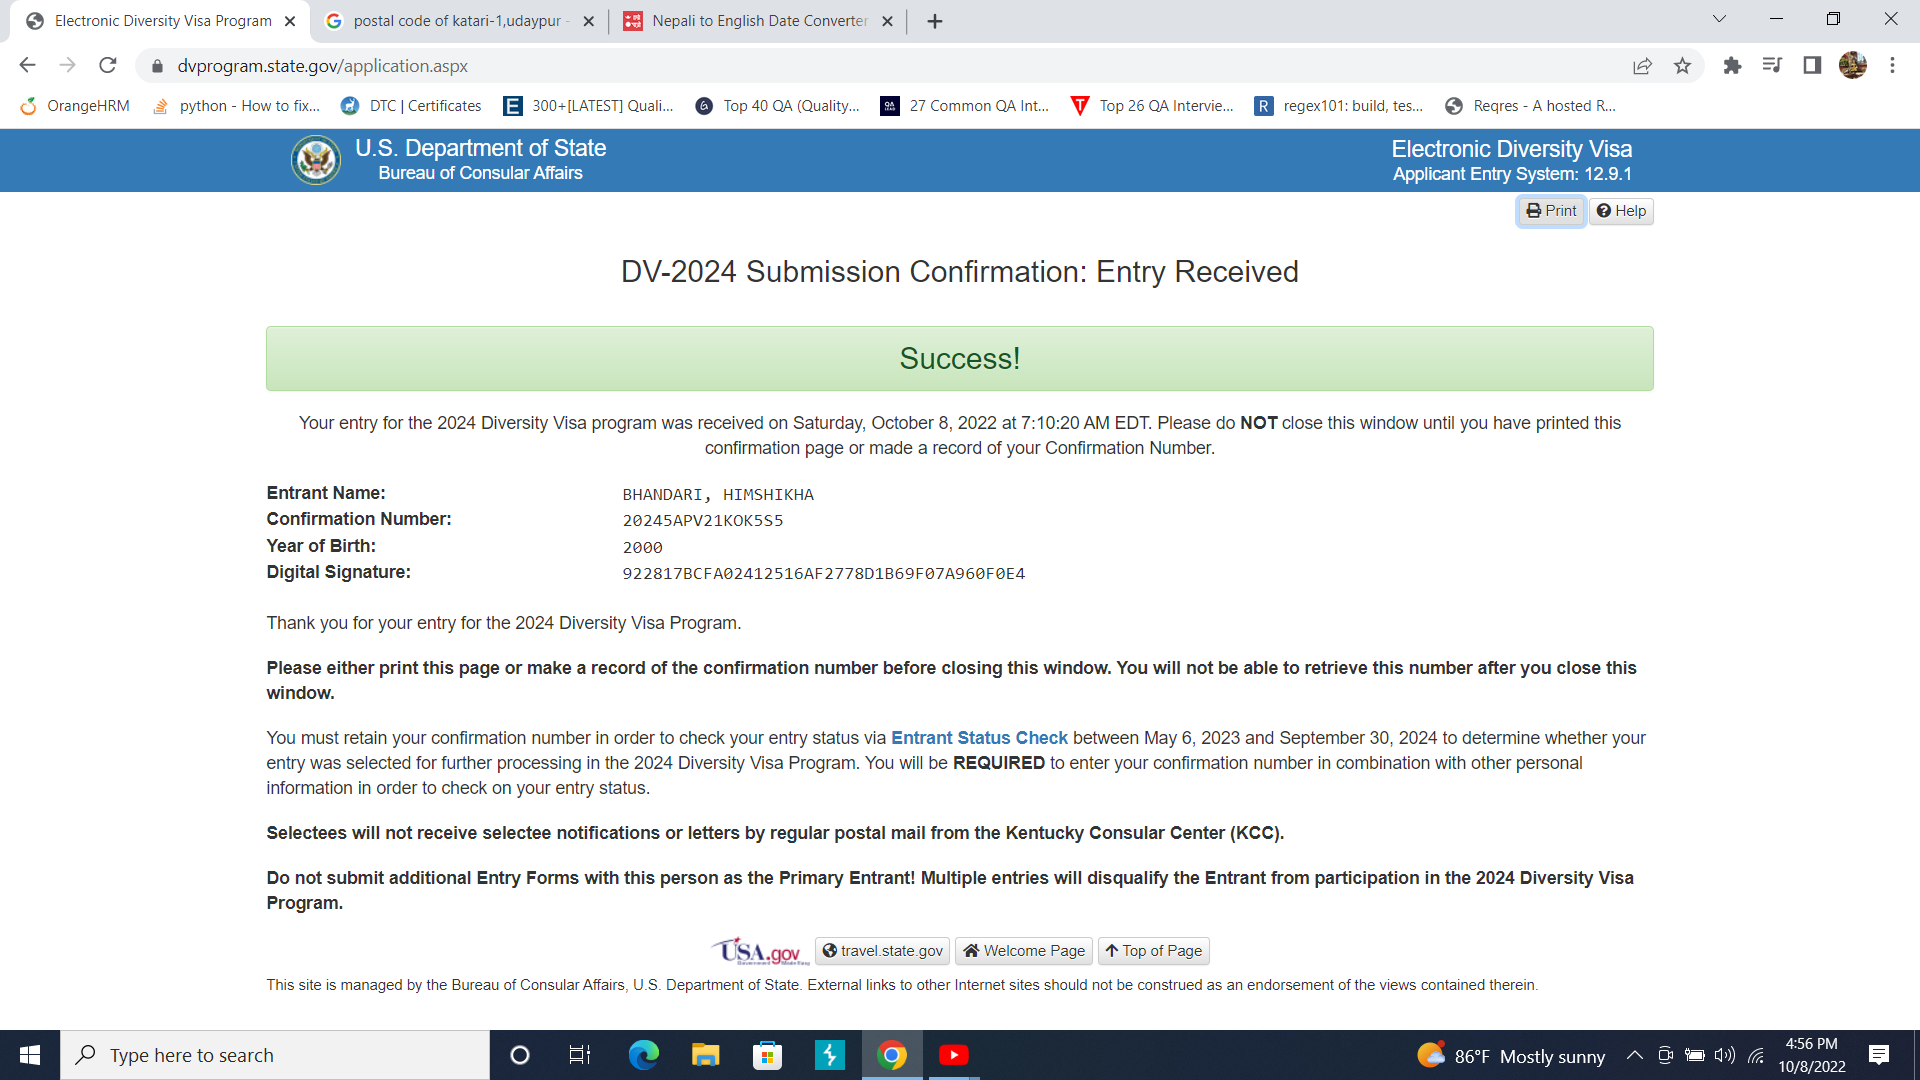 Electronic Diversity Visa Program
postal code of katari-1,udaypur -
Nepali to English Date Converter
dvprogram.state.gov/application.aspx
OrangeHRM
python - How to fix...
DTC | Certificates
300+[LATEST] Quali...
Top 40 QA (Quality...
27 Common QA Int...
Top 26 QA Intervie...
regex101: build, tes...
Reqres - A hosted R...
U.S. Department of State
Bureau of Consular Affairs
Electronic Diversity Visa
Applicant Entry System: 12.9.1
Print
Help
DV-2024 Submission Confirmation: Entry Received
Success!
Your entry for the 2024 Diversity Visa program was received on Saturday, October 8, 2022 at 7:10:20 AM EDT. Please do NOT close this window until you have printed this
confirmation page or made a record of your Confirmation Number.
Entrant Name: BHANDARI, HIMSHIKHA
Confirmation Number: 20245APV21KOK5S5
Year of Birth: 2000
Digital Signature: 922817BCFA02412516AF2778D1B69F07A960F0E4
Thank you for your entry for the 2024 Diversity Visa Program.
Please either print this page or make a record of the confirmation number before closing this window. You will not be able to retrieve this number after you close this
window.
You must retain your confirmation number in order to check your entry status via Entrant Status Check between May 6, 2023 and September 30, 2024 to determine whether your
entry was selected for further processing in the 2024 Diversity Visa Program. You will be REQUIRED to enter your confirmation number in combination with other personal
information in order to check on your entry status.
Selectees will not receive selectee notifications or letters by regular postal mail from the Kentucky Consular Center (KCC).
Do not submit additional Entry Forms with this person as the Primary Entrant! Multiple entries will disqualify the Entrant from participation in the 2024 Diversity Visa
Program.
USA.gov
travel.state.gov
Welcome Page
Top of Page
This site is managed by the Bureau of Consular Affairs, U.S. Department of State. External links to other Internet sites should not be construed as an endorsement of the views contained therein.
Type here to search
86°F Mostly sunny
4:56 PM
10/8/2022